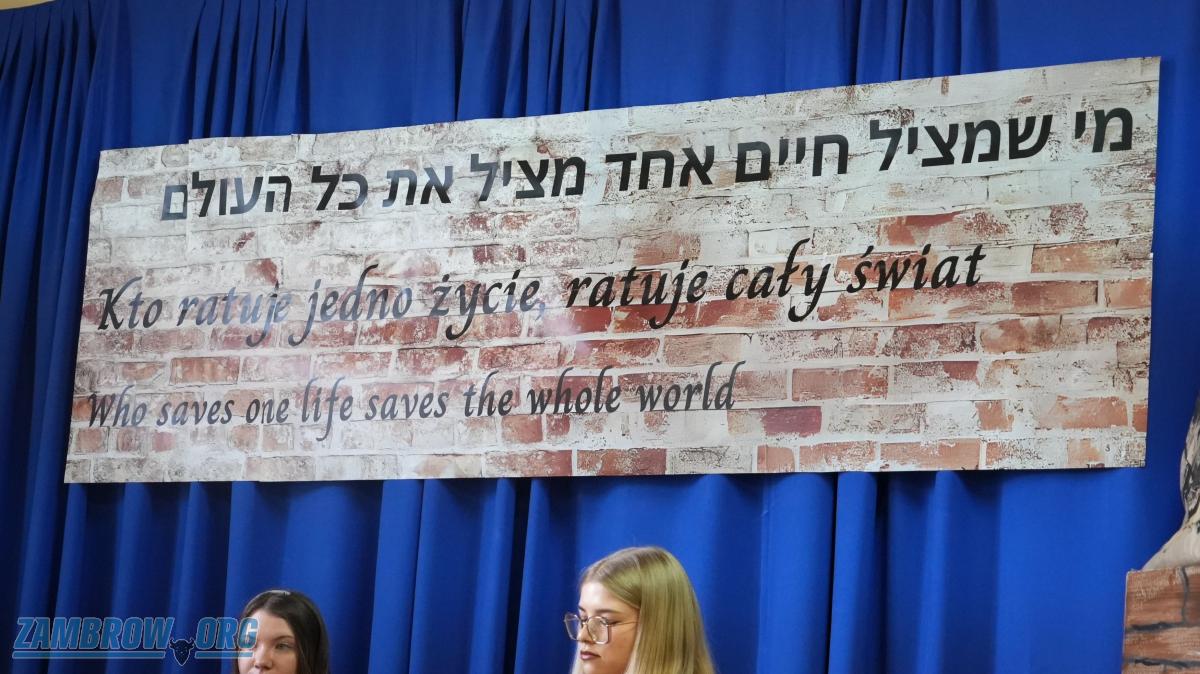 מי שמציל חיים אחד מציל את כל העולם
Kto ratuje jedno życie, ratuje cały świat
Who saves one life saves the whole world
ZAMBROW.ORG